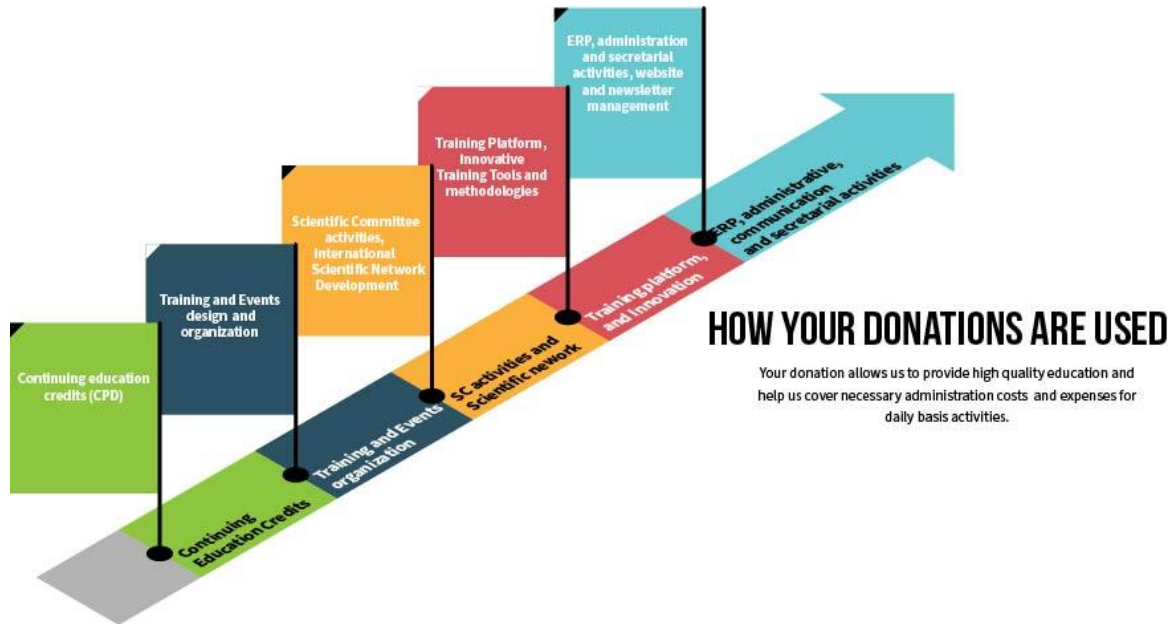 ERP, administration
and secretarial
activities, website
and newsletter
management
Training Platform,
Innovative
Training Tools and
methodologies
Scientific Committee
activities,
International
Scientific Network
Development
Training and Events
design and
organization
Continuing education
credits (CPD)
ERP, administrative,
communication
and secretarial activities
Training platform,
and Innovation
SC activities and
Scientific nework
Training and Events
organization
Continuing
Education Credits
HOW YOUR DONATIONS ARE USED
Your donation allows us to provide high quality education and
help us cover necessary administration costs and expenses for
daily basis activities.